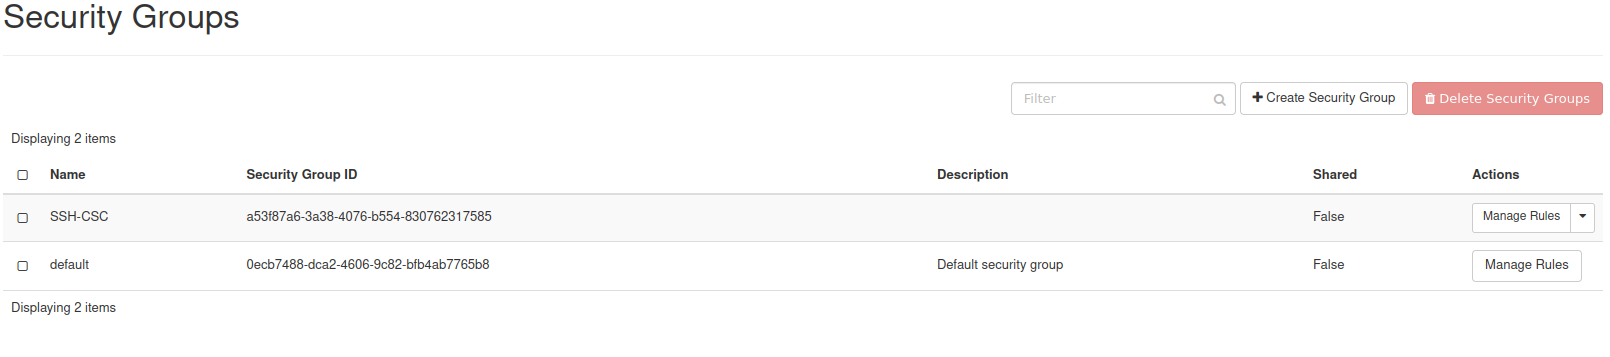 Security Groups
Filter
Create Security Group
Delete Security Groups
Displaying 2 items
Name Security Group ID Description Shared Actions
SSH-CSC a53f87a6-3a38-4076-b554-830762317585 False Manage Rules
default 0ecb7488-dca2-4606-9c82-bfb4ab7765b8 Default security group False Manage Rules
Displaying 2 items